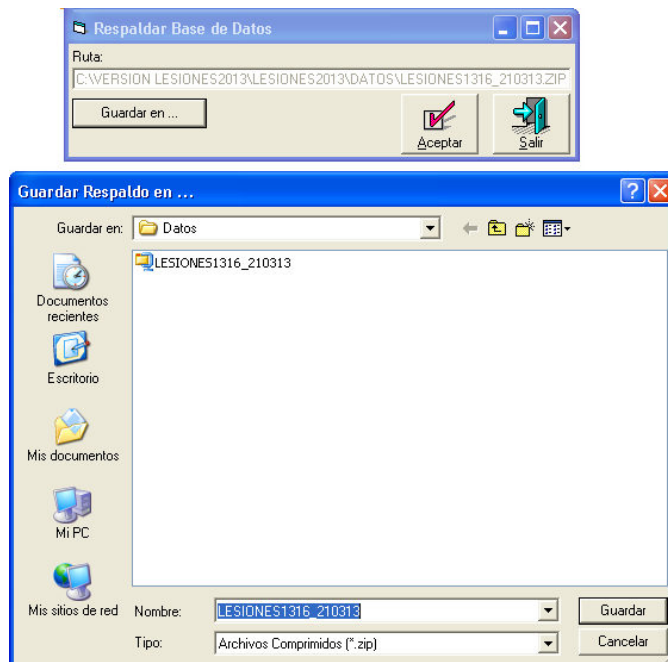 Respaldar Base de Datos
Ruta:
C:\VERSION LESIONES2013\LESIONES2013\DATOS\LESIONES1316_210313.ZIP
Guardar en ...
Aceptar
Salir
Guardar Respaldo en ...
Guardar en:
Datos
LESIONES1316_210313
Documentos
recientes
Escritorio
Mis documentos
Mi PC
Mis sitios de red
Nombre:
LESIONES1316_210313
Guardar
Tipo:
Archivos Comprimidos (*.zip)
Cancelar